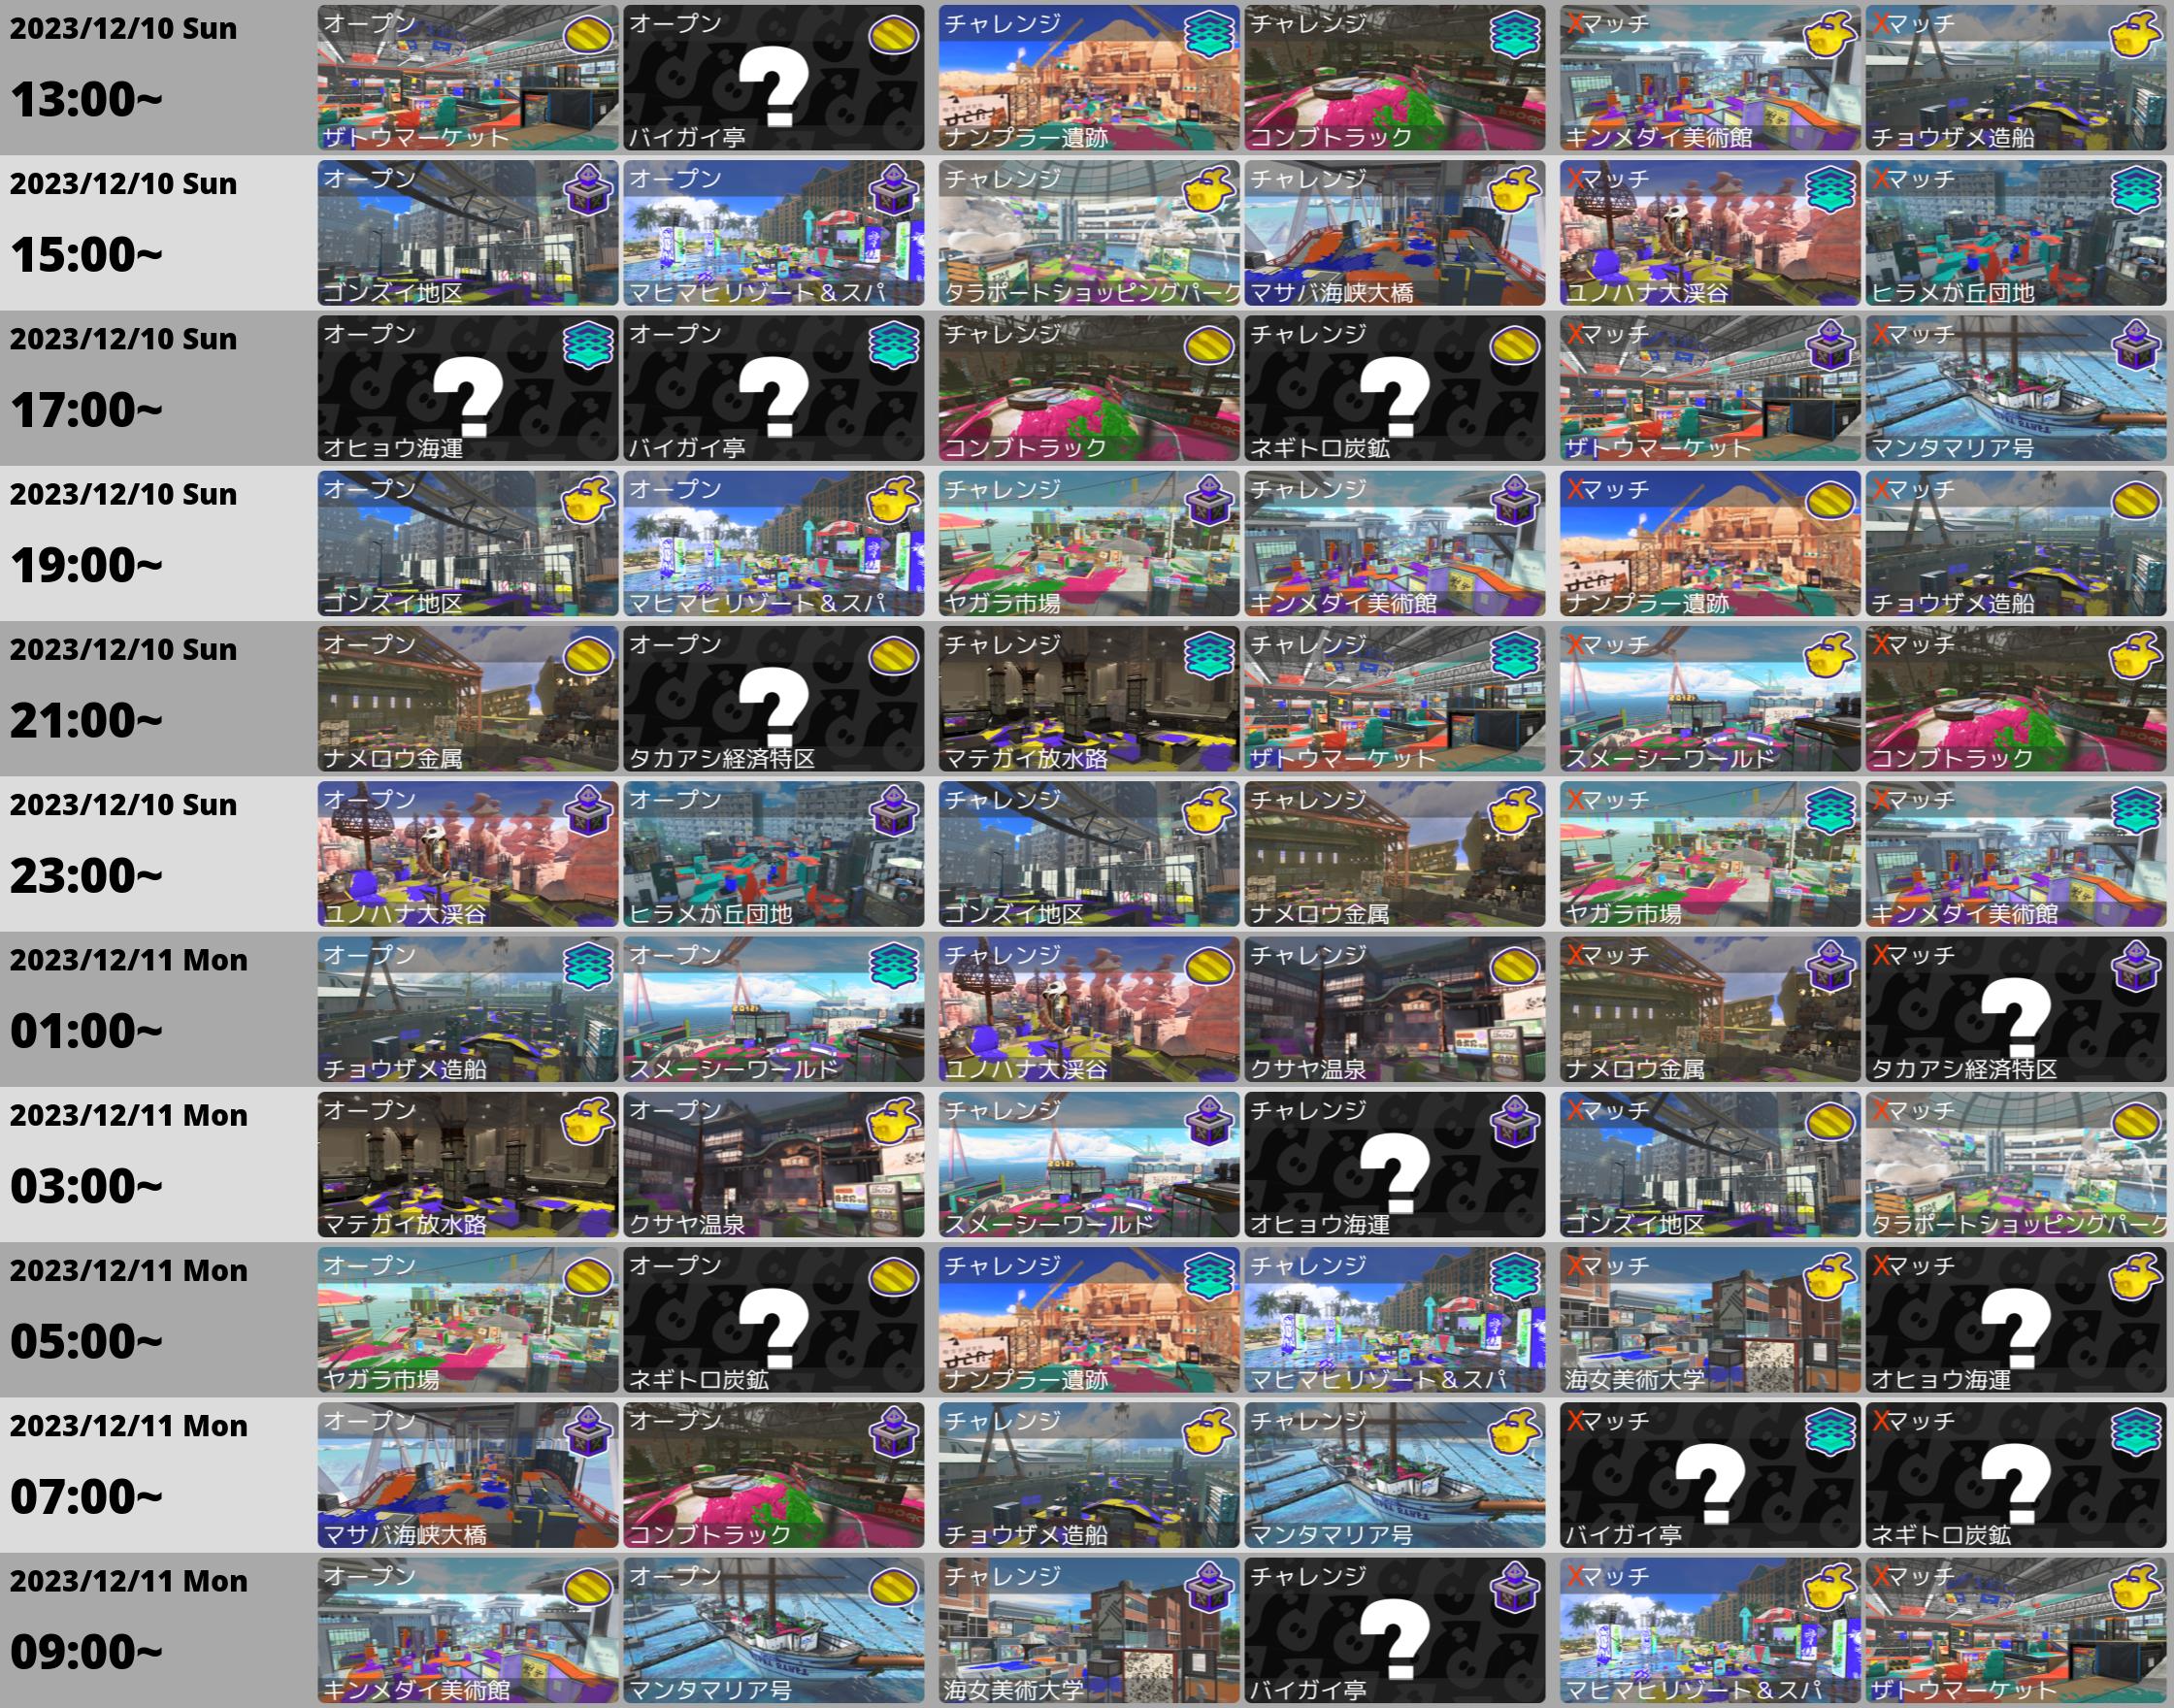 2023/12/10 Sun
13:00~
オープン
ザトウマーケット
オープン
バイガイ亭
チャレンジ
ナンプラー遺跡
チャレンジ
コンブトラック
Xマッチ
キンメダイ美術館
Xマッチ
チョウザメ造船
2023/12/10 Sun
15:00~
オープン
ゴンズイ地区
オープン
マヒマヒリゾート&スパ
チャレンジ
タラポートショッピングパーク
チャレンジ
マサバ海峡大橋
Xマッチ
ユノハナ大渓谷
Xマッチ
ヒラメが丘団地
2023/12/10 Sun
17:00~
オープン
オヒョウ海運
オープン
バイガイ亭
チャレンジ
コンブトラック
チャレンジ
ネギトロ炭鉱
Xマッチ
ザトウマーケット
Xマッチ
マンタマリア号
2023/12/10 Sun
19:00~
オープン
ゴンズイ地区
オープン
マヒマヒリゾート&スパ
チャレンジ
ヤガラ市場
チャレンジ
キンメダイ美術館
Xマッチ
ナンプラー遺跡
Xマッチ
チョウザメ造船
2023/12/10 Sun
21:00~
オープン
ナメロウ金属
オープン
タカアシ経済特区
チャレンジ
マテガイ放水路
チャレンジ
ザトウマーケット
Xマッチ
スメーシーワールド
Xマッチ
コンブトラック
2023/12/10 Sun
23:00~
オープン
ユノハナ大渓谷
オープン
ヒラメが丘団地
チャレンジ
ゴンズイ地区
チャレンジ
ナメロウ金属
Xマッチ
ヤガラ市場
Xマッチ
キンメダイ美術館
2023/12/11 Mon
01:00~
オープン
チョウザメ造船
オープン
スメーシーワールド
チャレンジ
ユノハナ大渓谷
チャレンジ
クサヤ温泉
Xマッチ
ナメロウ金属
Xマッチ
タカアシ経済特区
2023/12/11 Mon
03:00~
オープン
マテガイ放水路
オープン
クサヤ温泉
チャレンジ
スメーシーワールド
チャレンジ
オヒョウ海運
Xマッチ
ゴンズイ地区
Xマッチ
タラポートショッピングパーク
2023/12/11 Mon
05:00~
オープン
ヤガラ市場
オープン
ネギトロ炭鉱
チャレンジ
ナンプラー遺跡
チャレンジ
マヒマヒリゾート&スパ
Xマッチ
海女美術大学
Xマッチ
オヒョウ海運
2023/12/11 Mon
07:00~
オープン
マサバ海峡大橋
オープン
コンブトラック
チャレンジ
チョウザメ造船
チャレンジ
マンタマリア号
Xマッチ
バイガイ亭
Xマッチ
ネギトロ炭鉱
2023/12/11 Mon
09:00~
オープン
キンメダイ美術館
オープン
マンタマリア号
チャレンジ
海女美術大学
チャレンジ
バイガイ亭
Xマッチ
マヒマヒリゾート&スパ
Xマッチ
ザトウマーケット